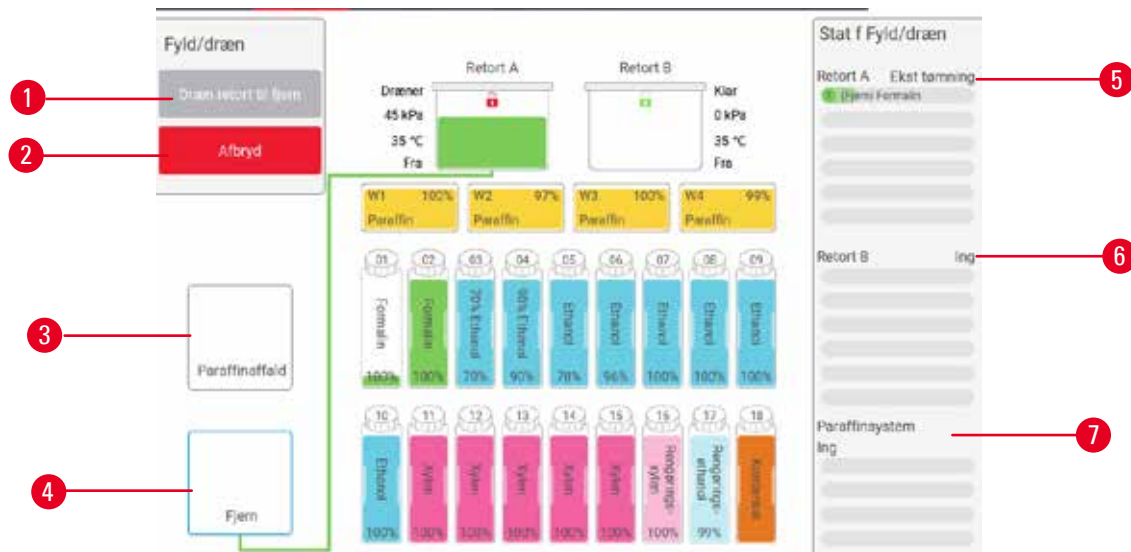 Fyld/dræn
Dræn retort til fjern
Afbryd
1
2
3
4
Paraffinaffald
Fjern
Retort A
Retort B
Dræner
45 kPa
35 °C
Fra
Klar
0 kPa
35 °C
Fra
W1 100%
Paraffin
W2 97%
Paraffin
W3 100%
Paraffin
W4 99%
Paraffin
01 02 03 04 05 06 07 08 09
Formalin
Formalin
70% Ethanol
90% Ethanol
Ethanol
Ethanol
Ethanol
Ethanol
Ethanol
100% 100% 70% 90% 78% 96% 100% 100% 100%
10 11 12 13 14 15 16 17 18
Ethanol
Xylen
Xylen
Xylen
Xylen
Xylen
Rengørings-
xylen
Rengørings-
ethanol
100% 100% 100% 100% 100% 100% 100% 99%
Stat f Fyld/dræn
Retort A Ekst tømning
(Fjern) Formalin
Retort B Ing
Paraffinsystem
Ing
5
6
7